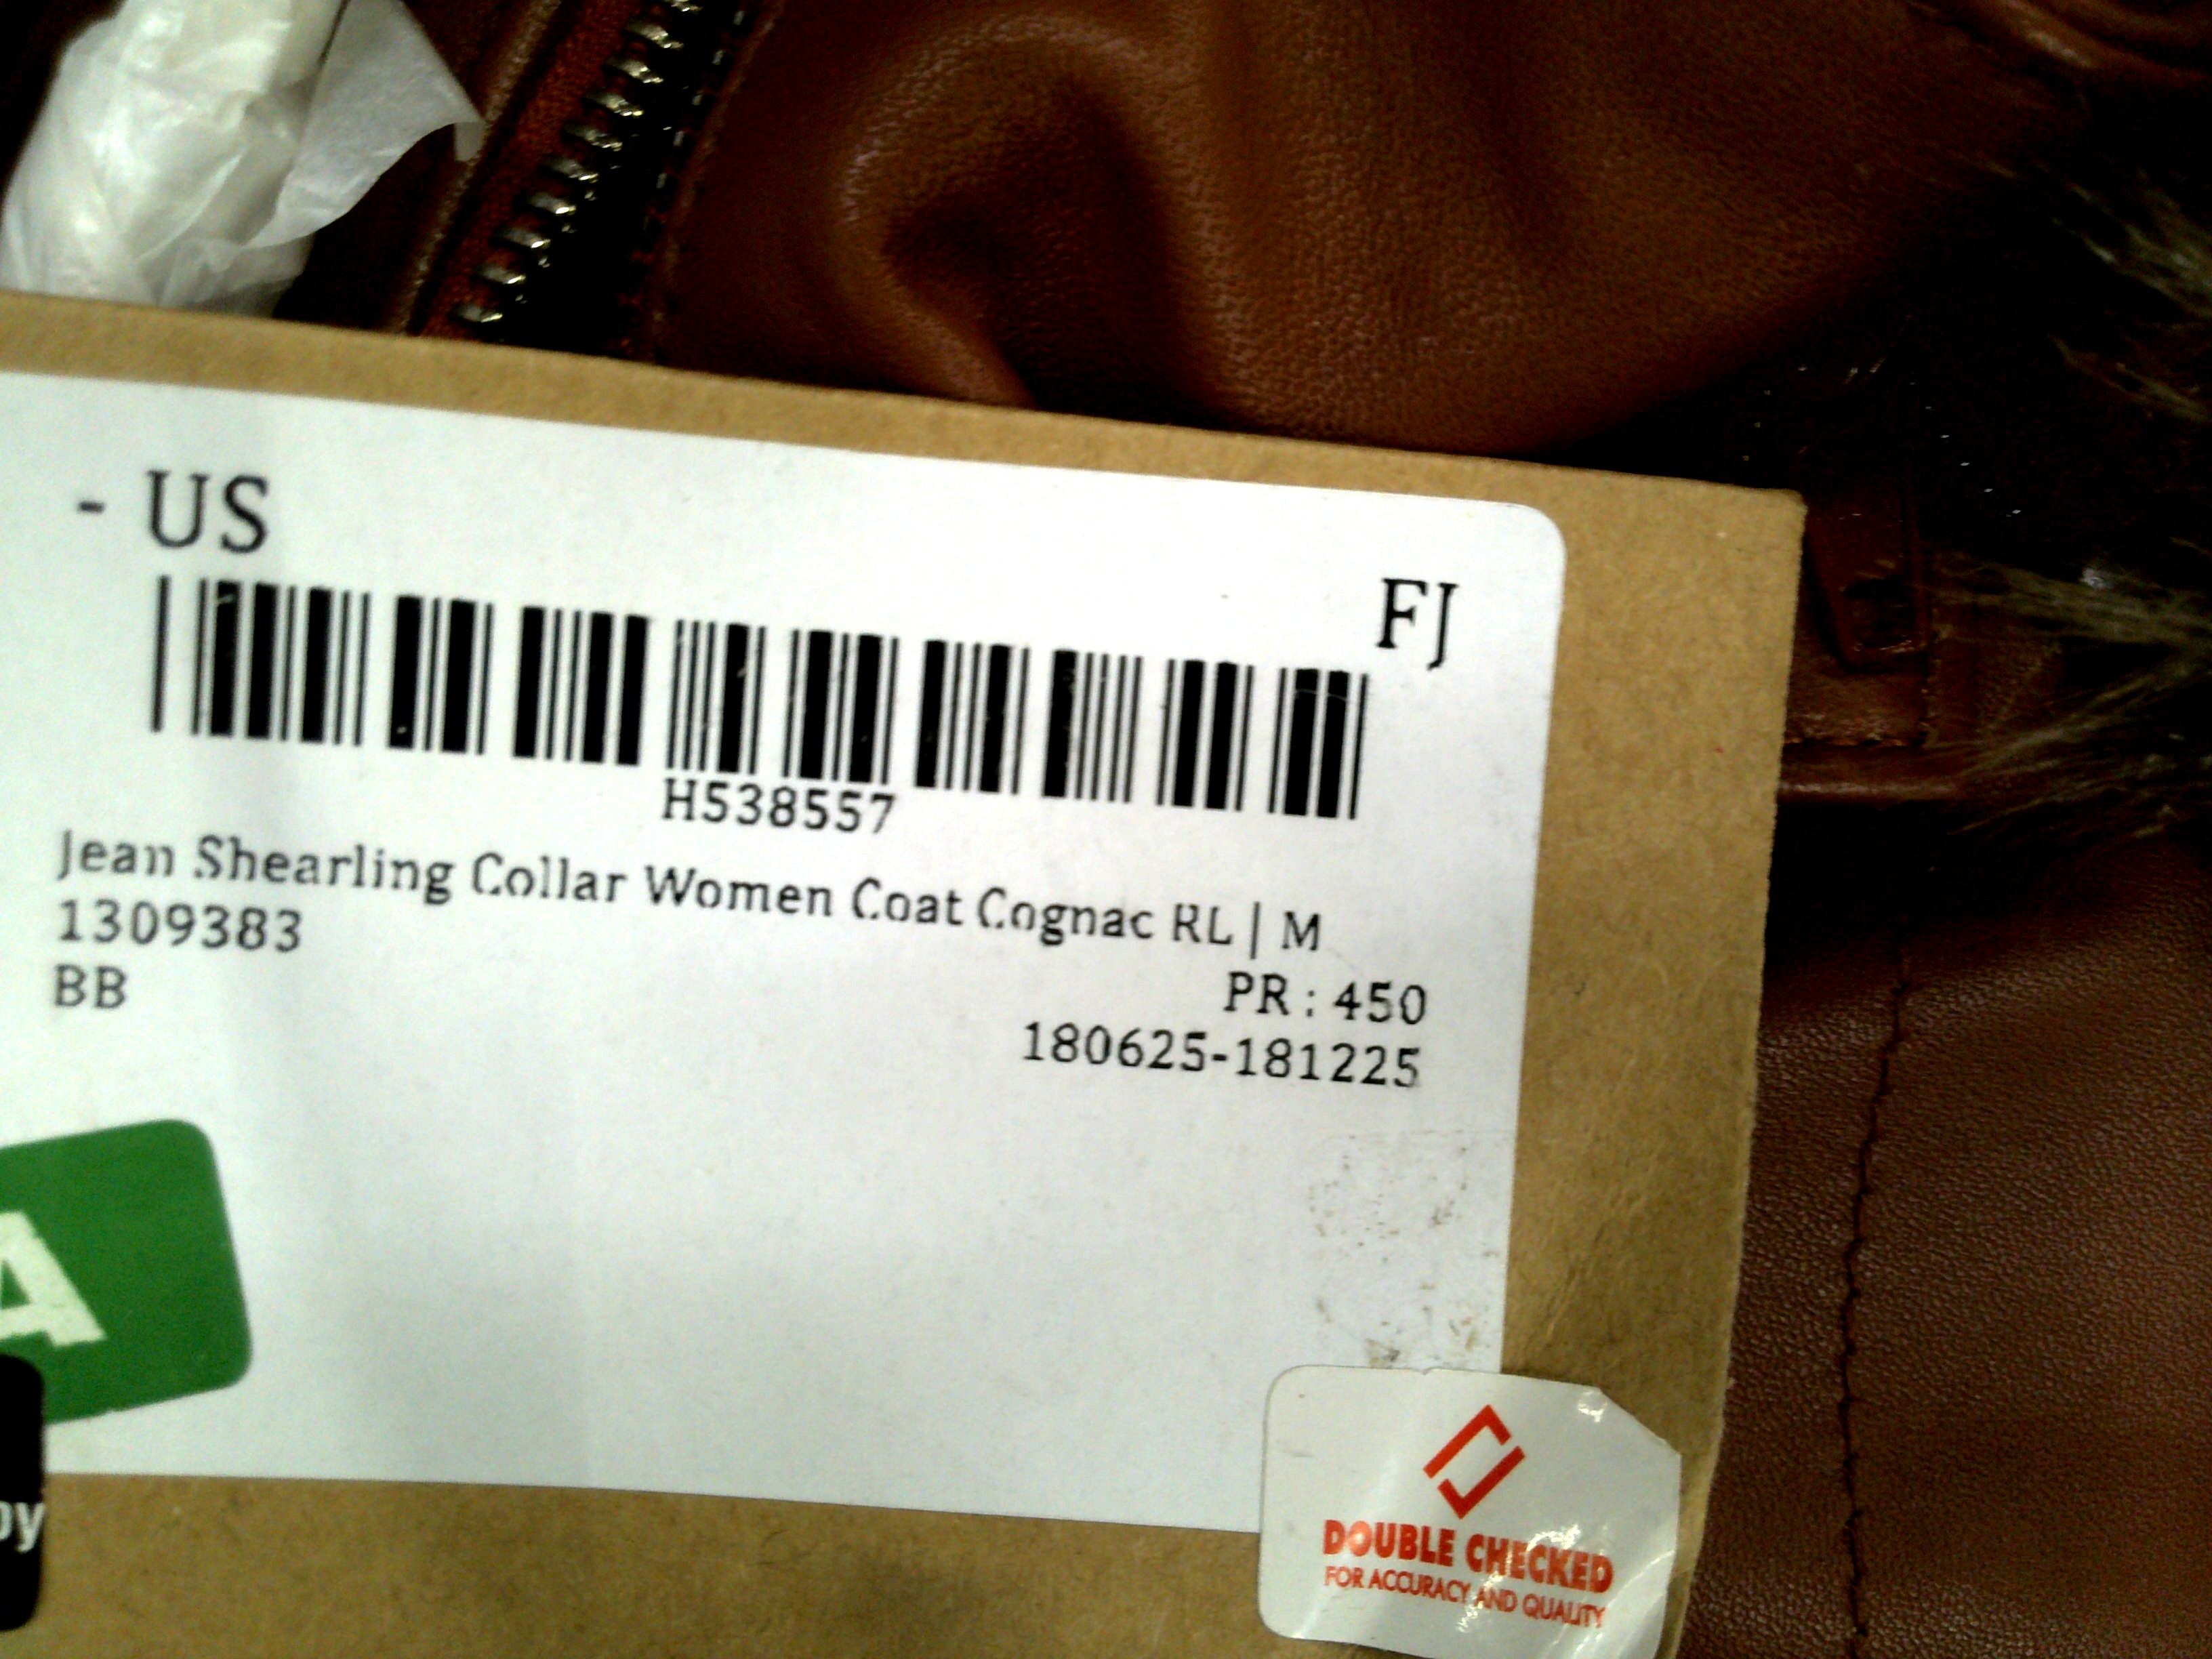 - US
FJ
H538557
Jean Shearling Collar Women Coat Cognac RL | M
1309383
PR : 450
BB
180625-181225
A
by
DOUBLE CHECKED
FOR ACCURACY AND QUALITY